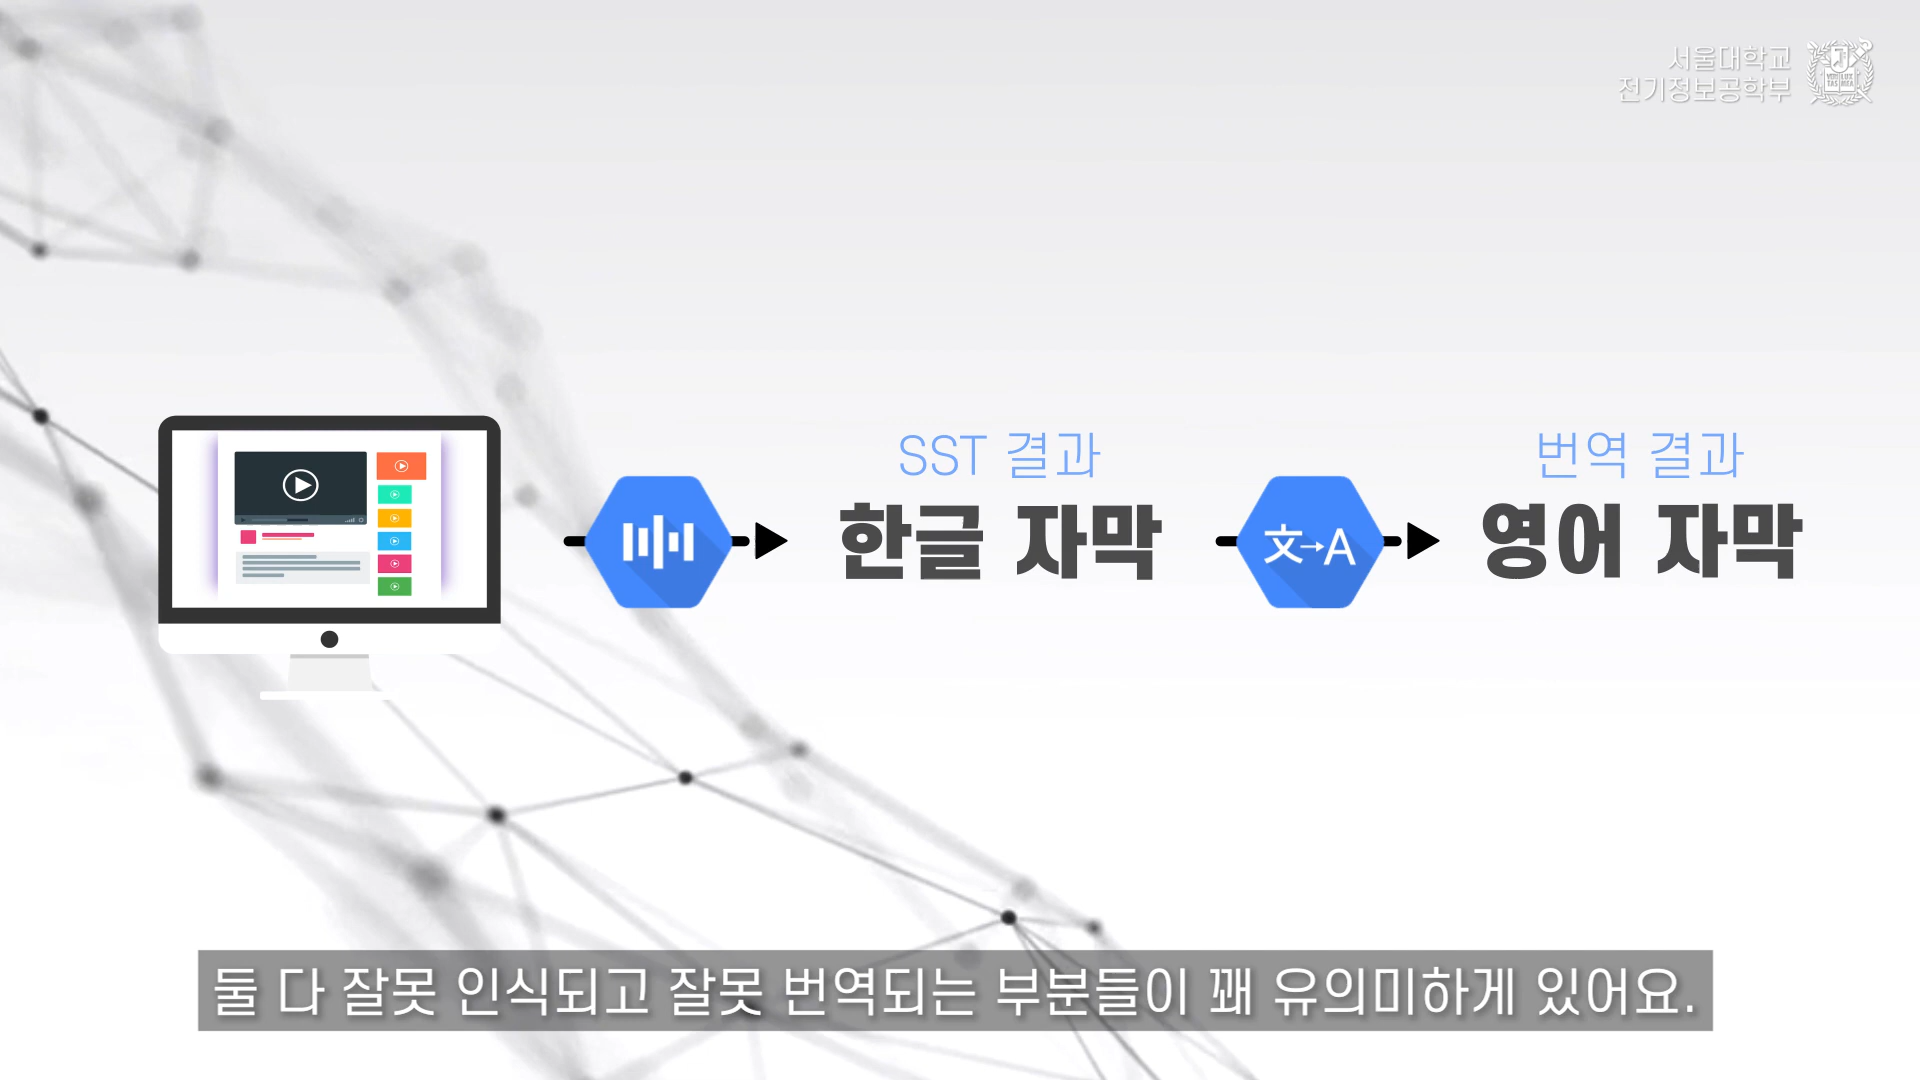 서울대학교
전기정보공학부
SST 결과
한글 자막
文→A
번역 결과
영어 자막
둘 다 잘못 인식되고 잘못 번역되는 부분들이 꽤 유의미하게 있어요.